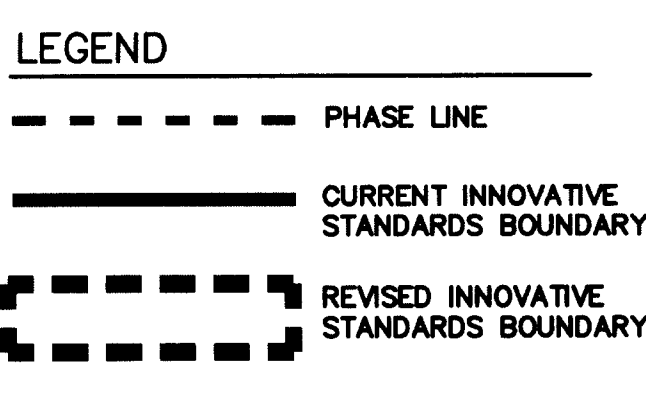 LEGEND
PHASE LINE
CURRENT INNOVATIVE
STANDARDS BOUNDARY
REVISED INNOVATIVE
STANDARDS BOUNDARY